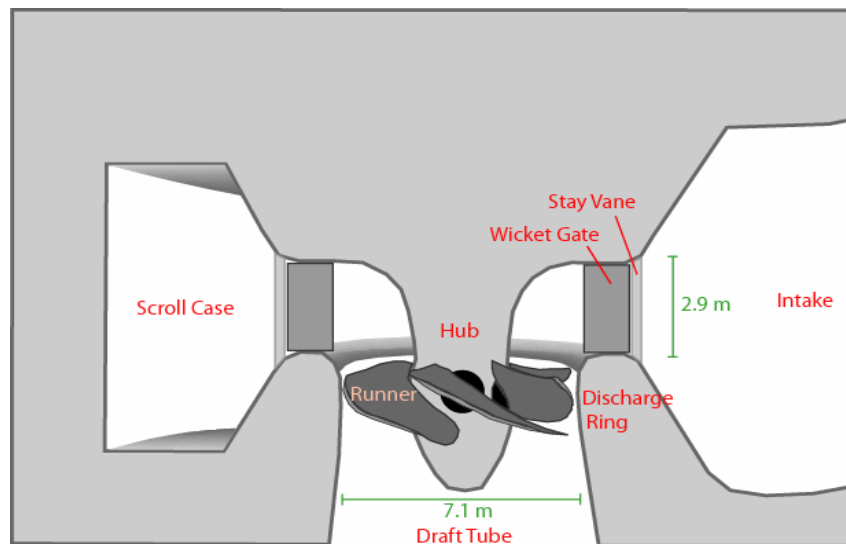 Stay Vane
Wicket Gate
2.9 m
Scroll Case
Intake
Hub
Runner
Discharge
Ring
7.1 m
Draft Tube